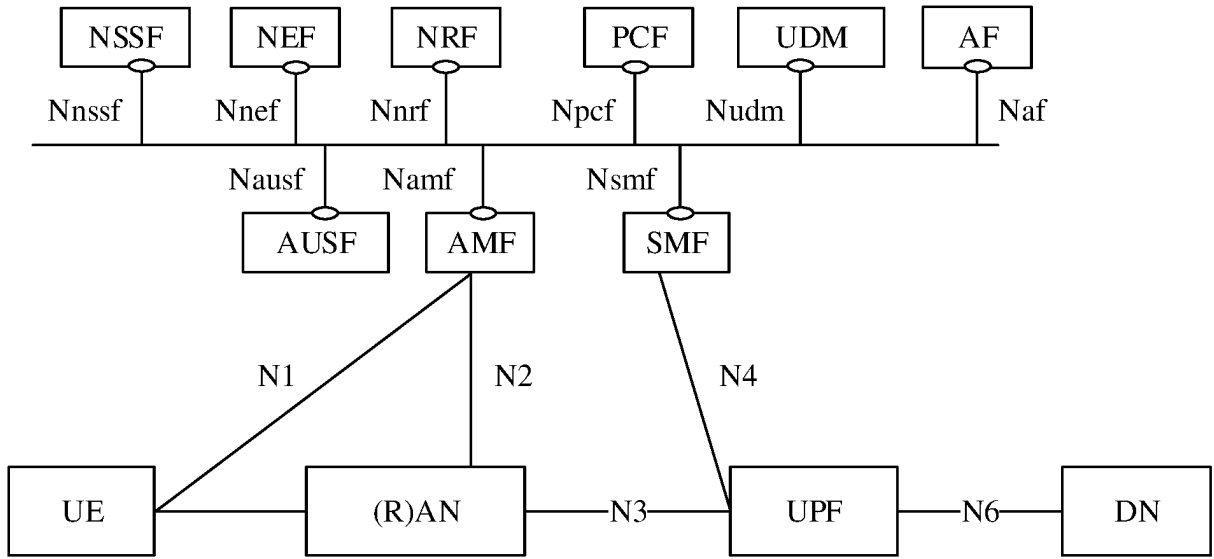 NSSF NEF NRF PCF UDM AF
Nnssf Nnef Nnrf Npcf Nudm Naf
Nausf Namf Nsmf
AUSF AMF SMF
N1 N2 N4
UE (R)AN N3 UPF N6 DN